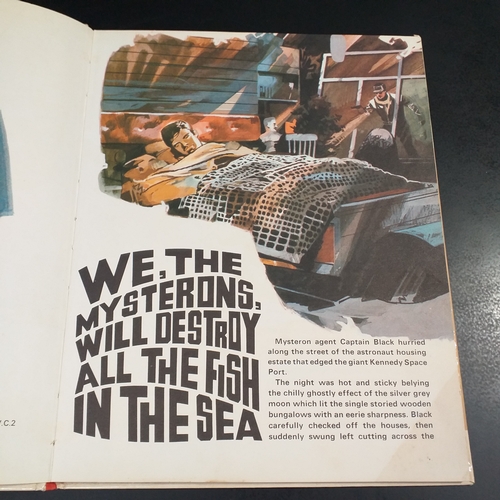 WE, THE
MYSTERONS,
WILL DESTROY
ALL THE FISH
IN THE SEA
Mysteron agent Captain Black hurried
along the street of the astronaut housing
estate that edged the giant Kennedy Space
Port.
The night was hot and sticky belying
the chilly ghostly effect of the silver grey
moon which lit the single storied wooden
bungalows with an eerie sharpness. Black
carefully checked off the houses, then
suddenly swung left cutting across the
P.C.2